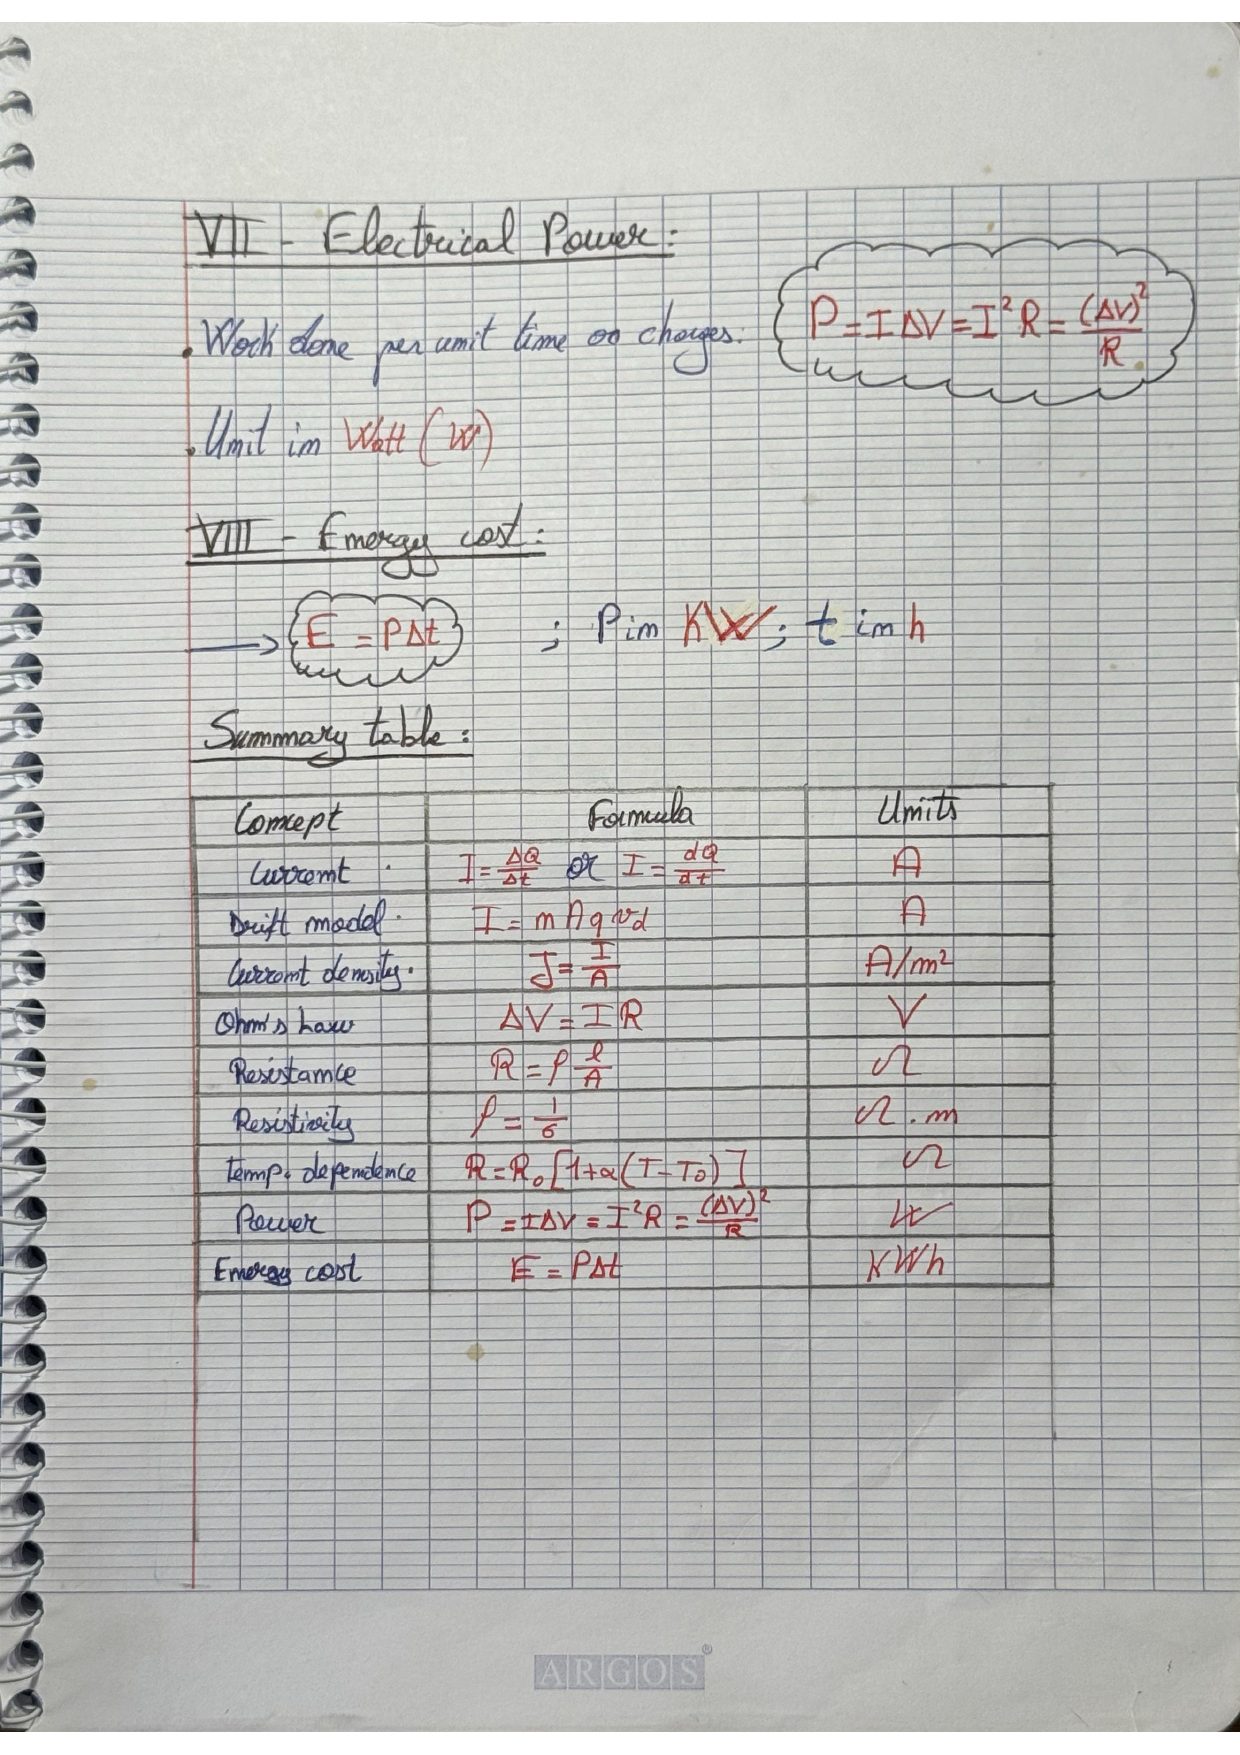 VII - Electrical Power:
. Work done per unit time on charges.
P = I ΔV = I² R = (ΔV)² / R
. Unit in Watt (W)
VIII - Energy cost:
→ E = PΔt ; P in KW ; t in h
Summary table:
Concept Formula Units
Current . I = ΔQ/Δt or I = dQ/dt A
Drift model . I = n A q vd A
Current density . J = I/A A/m²
Ohm's Law ΔV = I R V
Resistance R = ρ ℓ/A Ω
Resistivity ρ = 1/σ Ω . m
Temp. dependence R = R₀ [1+α(T-T₀)] Ω
Power P = IΔV = I²R = (ΔV)²/R W
Energy cost E = PΔt KWh
ARGOS®